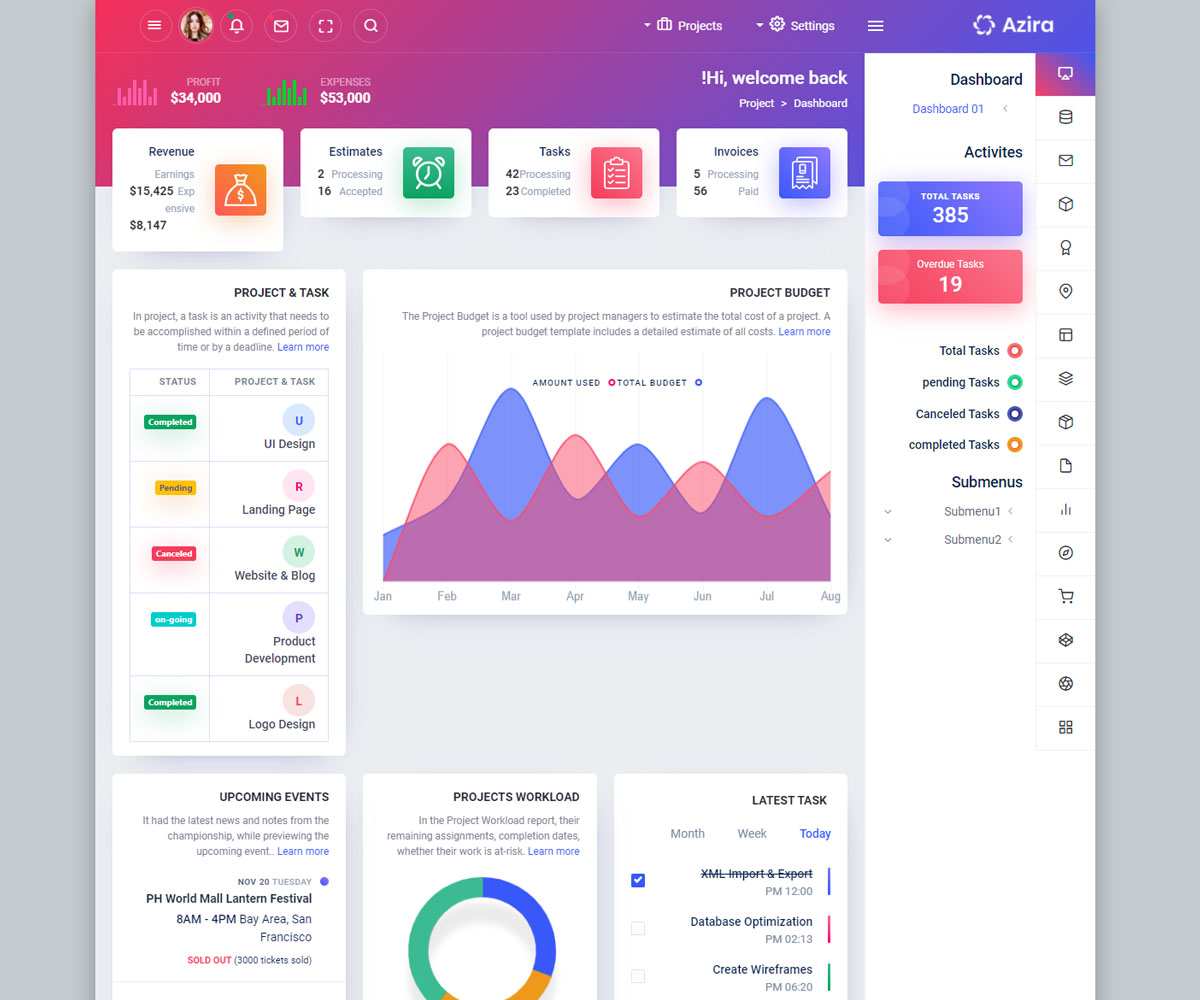 Projects
Settings
Azira
PROFIT
$34,000
EXPENSES
$53,000
!Hi, welcome back
Project > Dashboard
Revenue
Earnings
$15,425 Exp
ensive
$8,147
Estimates
2 Processing
16 Accepted
Tasks
42Processing
23Completed
Invoices
5 Processing
56 Paid
PROJECT & TASK
In project, a task is an activity that needs to
be accomplished within a defined period of
time or by a deadline. Learn more
STATUS PROJECT & TASK
Completed
U
UI Design
Pending
R
Landing Page
Canceled
W
Website & Blog
on-going
P
Product
Development
Completed
L
Logo Design
PROJECT BUDGET
The Project Budget is a tool used by project managers to estimate the total cost of a project. A
project budget template includes a detailed estimate of all costs. Learn more
AMOUNT USED TOTAL BUDGET
Jan Feb Mar Apr May Jun Jul Aug
UPCOMING EVENTS
It had the latest news and notes from the
championship, while previewing the
upcoming event.. Learn more
NOV 20 TUESDAY
PH World Mall Lantern Festival
8AM - 4PM Bay Area, San
Francisco
SOLD OUT (3000 tickets sold)
PROJECTS WORKLOAD
In the Project Workload report, their
remaining assignments, completion dates,
whether their work is at-risk. Learn more
LATEST TASK
Month Week Today
XML Import & Export
PM 12:00
Database Optimization
PM 02:13
Create Wireframes
PM 06:20
Dashboard
Dashboard 01
Activites
TOTAL TASKS
385
Overdue Tasks
19
Total Tasks
pending Tasks
Canceled Tasks
completed Tasks
Submenus
Submenu1
Submenu2